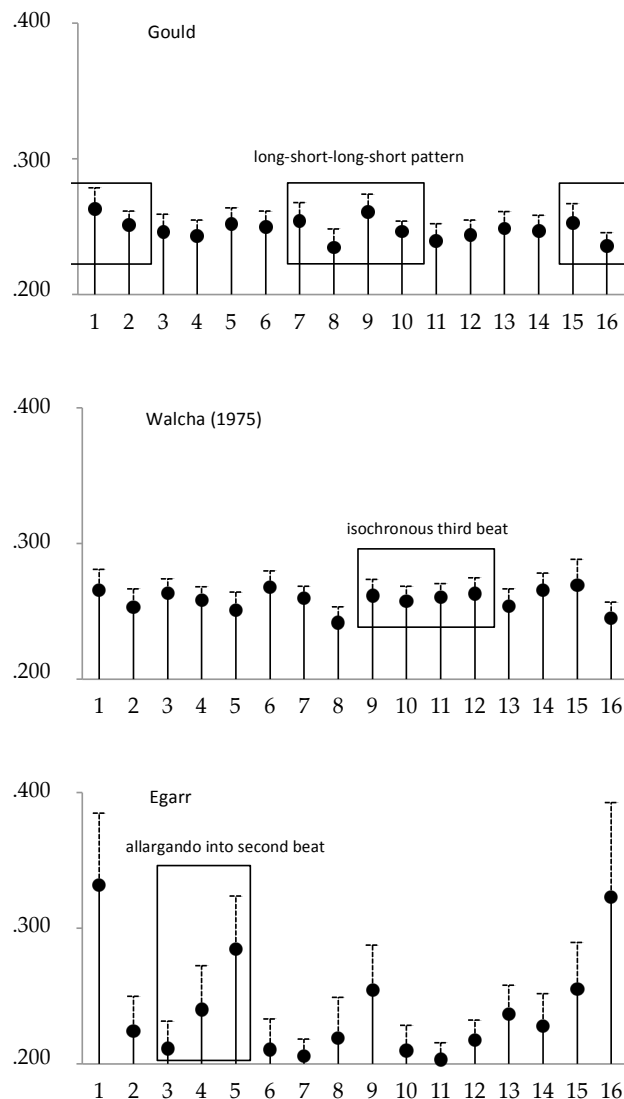 .400
Gould
long-short-long-short pattern
.300
.200
1 2 3 4 5 6 7 8 9 10 11 12 13 14 15 16
.400
Walcha (1975)
isochronous third beat
.300
.200
1 2 3 4 5 6 7 8 9 10 11 12 13 14 15 16
.400
Egarr
allargando into second beat
.300
.200
1 2 3 4 5 6 7 8 9 10 11 12 13 14 15 16